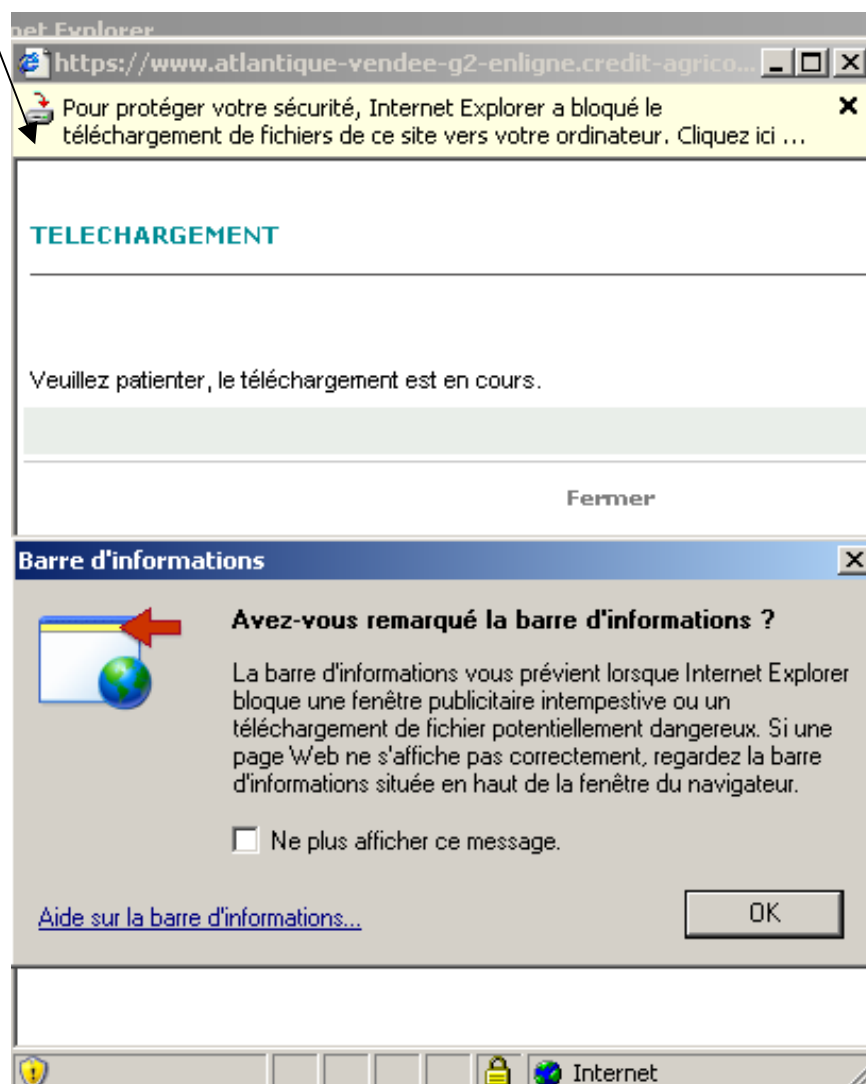 net Explorer
https://www.atlantique-vendee-g2-enligne.credit-agrico...
Pour protéger votre sécurité, Internet Explorer a bloqué le
téléchargement de fichiers de ce site vers votre ordinateur. Cliquez ici ...
TELECHARGEMENT
Veuillez patienter, le téléchargement est en cours.
Fermer
Barre d'informations
Avez-vous remarqué la barre d'informations ?
La barre d'informations vous prévient lorsque Internet Explorer
bloque une fenêtre publicitaire intempestive ou un
téléchargement de fichier potentiellement dangereux. Si une
page Web ne s'affiche pas correctement, regardez la barre
d'informations située en haut de la fenêtre du navigateur.
Ne plus afficher ce message.
Aide sur la barre d'informations...
OK
Internet